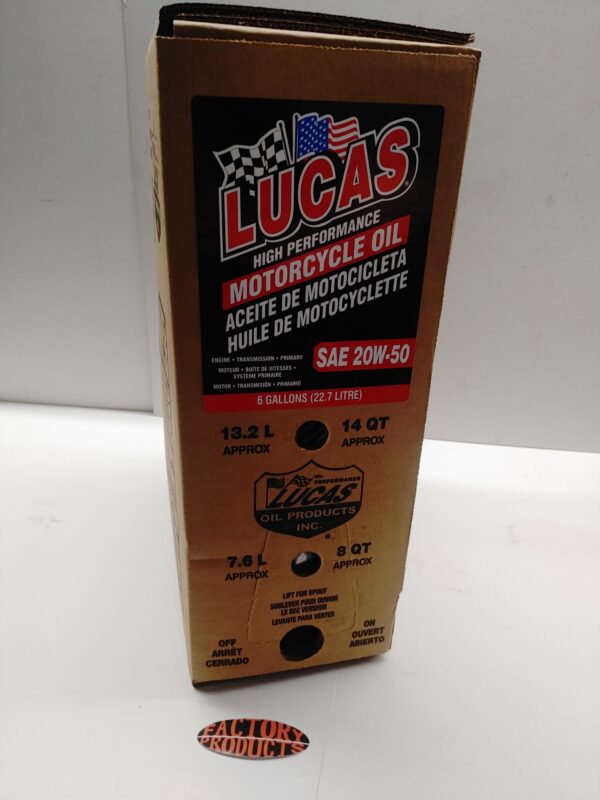 LUCAS
HIGH PERFORMANCE
MOTORCYCLE OIL
ACEITE DE MOTOCICLETA
HUILE DE MOTOCYCLETTE
ENGINE • TRANSMISSION • PRIMARY
MOTEUR • BOÎTE DE VITESSES •
SYSTÈME PRIMAIRE
MOTOR • TRANSMISIÓN • PRIMARIO
SAE 20W-50
6 GALLONS (22.7 LITRE)
13.2 L
APPROX
14 QT
APPROX
HI-
PERFORMANCE
LUCAS
OIL PRODUCTS
INC.
7.6 L
APPROX
8 QT
APPROX
LIFT FOR SPOUT
SOULEVER POUR OUVRIR
LE BEC VERSEUR
LEVANTE PARA VERTER
OFF
ARRÊT
CERRADO
ON
OUVERT
ABIERTO
FACTORY
PRODUCTS